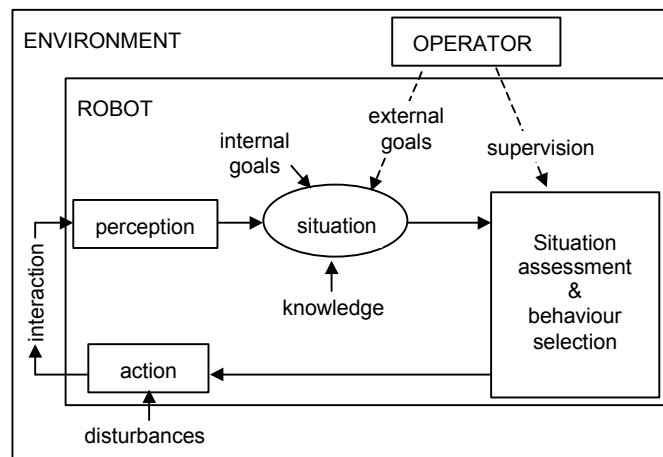 ENVIRONMENT
OPERATOR
ROBOT
internal
goals
external
goals
supervision
perception
situation
Situation
assessment
&
behaviour
selection
interaction
knowledge
action
disturbances